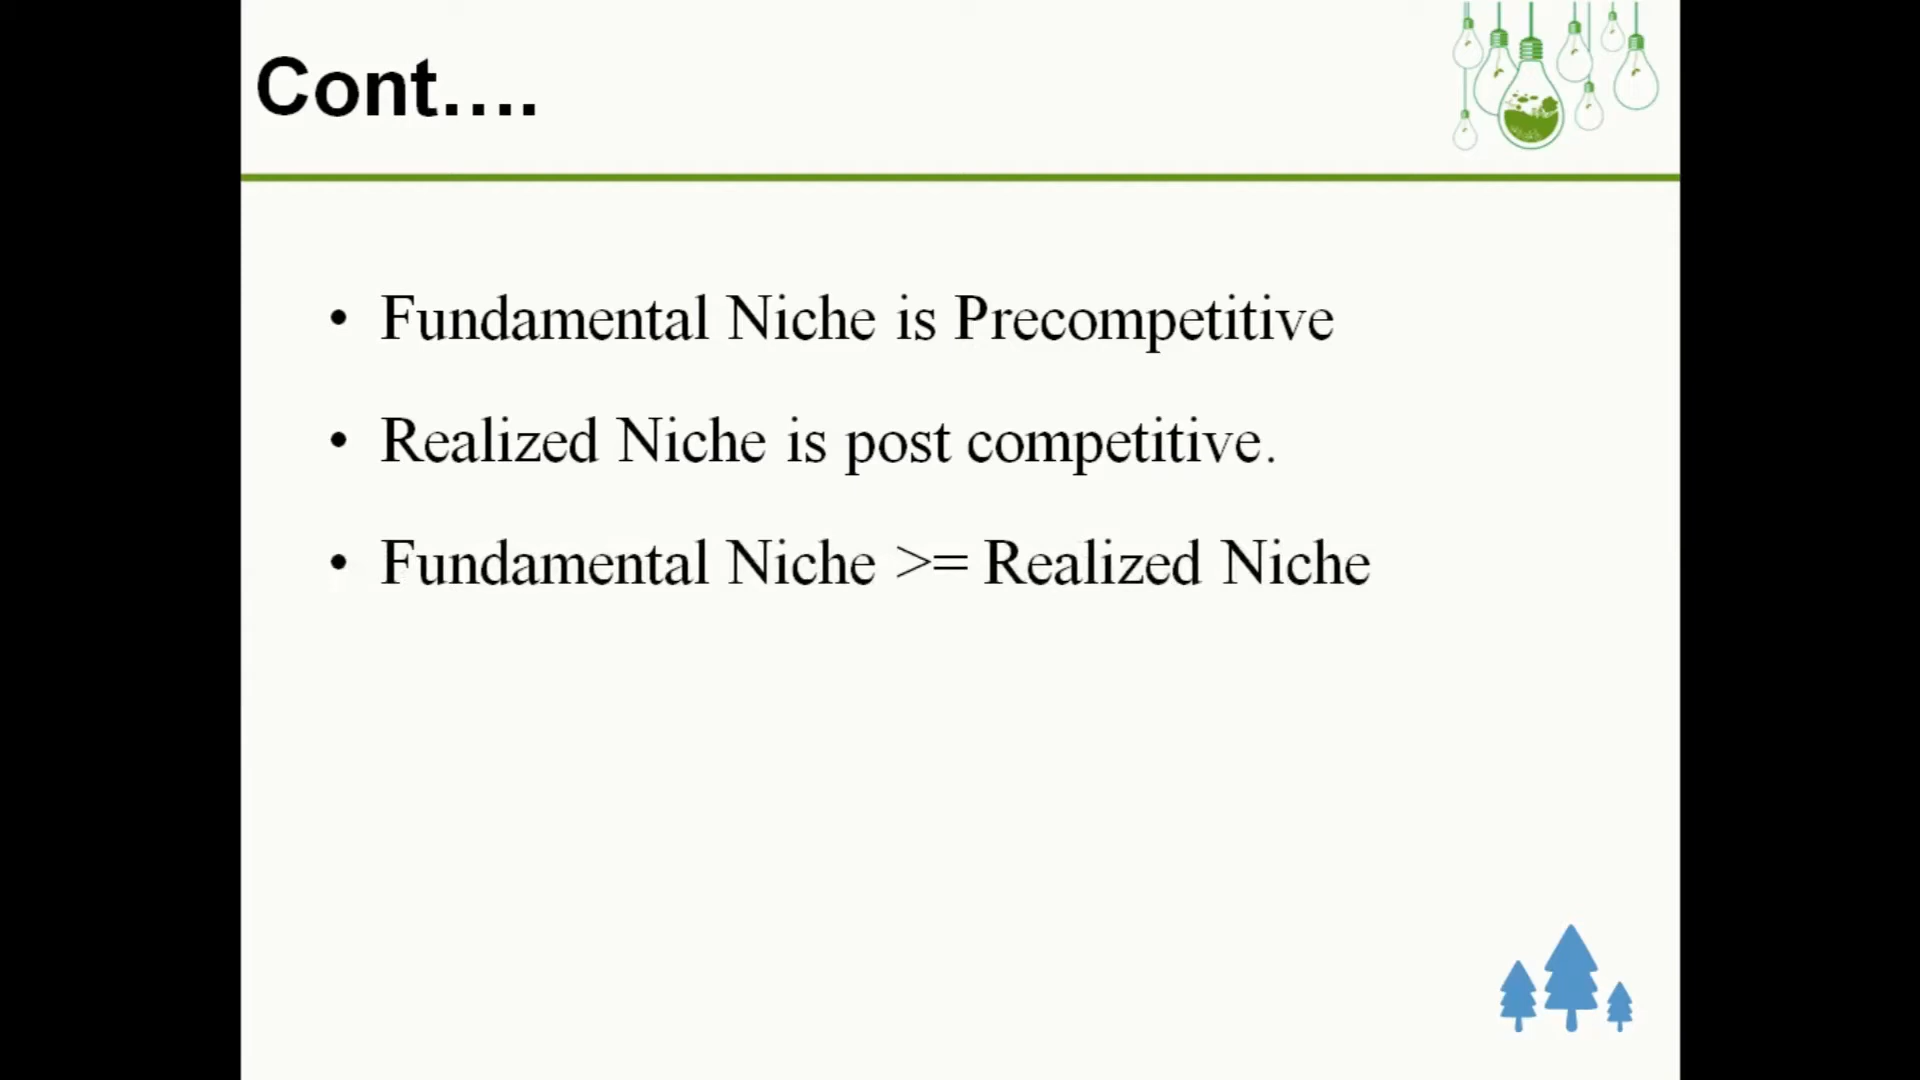 Cont....
• Fundamental Niche is Precompetitive
• Realized Niche is post competitive.
• Fundamental Niche >= Realized Niche